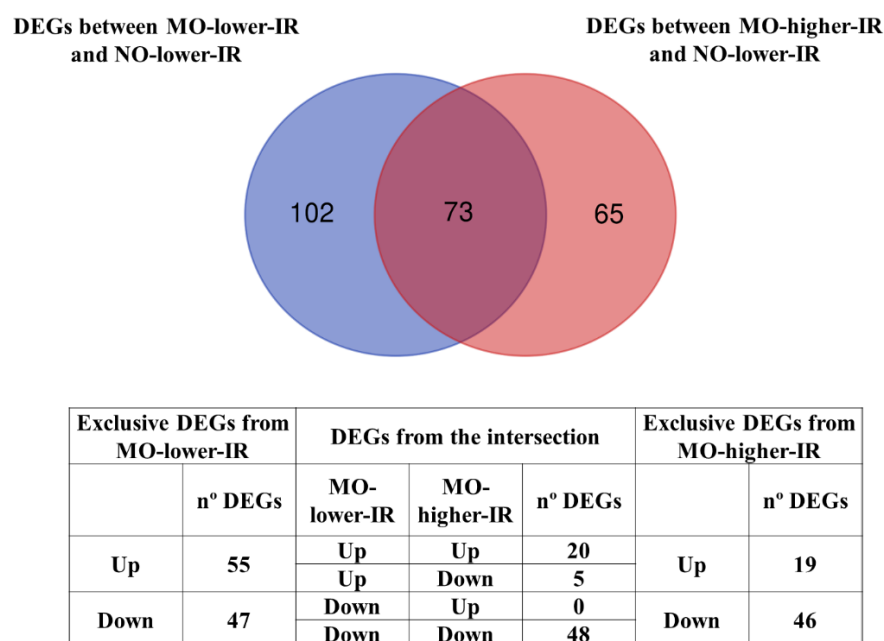 DEGs between MO-lower-IR
and NO-lower-IR
DEGs between MO-higher-IR
and NO-lower-IR
102
73
65
Exclusive DEGs from
MO-lower-IR
DEGs from the intersection
Exclusive DEGs from
MO-higher-IR
nº DEGs
MO-
lower-IR
MO-
higher-IR
nº DEGs
nº DEGs
Up
55
Up
Up
20
Up
Down
5
Up
19
Down
47
Down
Up
0
Down
Down
48
Down
46